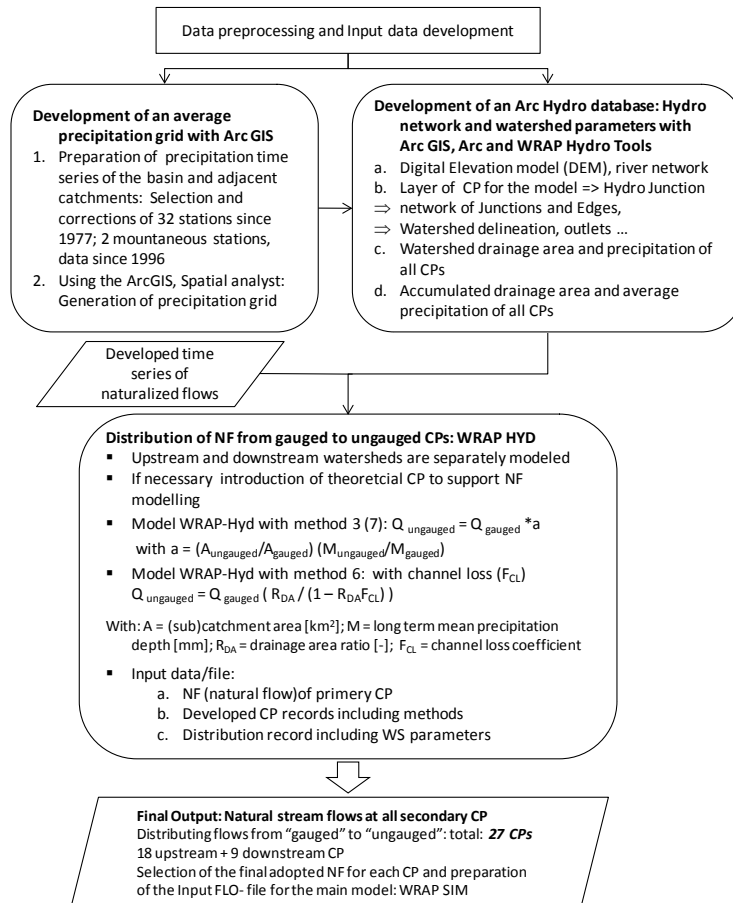 Data preprocessing and Input data development
Development of an average
precipitation grid with Arc GIS
1. Preparation of precipitation time
series of the basin and adjacent
catchments: Selection and
corrections of 32 stations since
1977; 2 mountaneous stations,
data since 1996
2. Using the ArcGIS, Spatial analyst:
Generation of precipitation grid
Development of an Arc Hydro database: Hydro
network and watershed parameters with
Arc GIS, Arc and WRAP Hydro Tools
a. Digital Elevation model (DEM), river network
b. Layer of CP for the model => Hydro Junction
⇒ network of Junctions and Edges,
⇒ Watershed delineation, outlets ...
c. Watershed drainage area and precipitation of
all CPs
d. Accumulated drainage area and average
precipitation of all CPs
Developed time
series of
naturalized flows
Distribution of NF from gauged to ungauged CPs: WRAP HYD
▪ Upstream and downstream watersheds are separately modeled
▪ If necessary introduction of theoretcial CP to support NF
modelling
▪ Model WRAP-Hyd with method 3 (7): Q ungauged = Q gauged *a
with a = (Aungauged/Agauged) (Mungauged/Mgauged)
▪ Model WRAP-Hyd with method 6: with channel loss (FCL)
Q ungauged = Q gauged ( RDA / (1 – RDAFCL) )
With: A = (sub)catchment area [km²]; M = long term mean precipitation
depth [mm]; RDA = drainage area ratio [-]; FCL = channel loss coefficient
▪ Input data/file:
a. NF (natural flow)of primery CP
b. Developed CP records including methods
c. Distribution record including WS parameters
Final Output: Natural stream flows at all secondary CP
Distributing flows from “gauged” to “ungauged”: total: 27 CPs
18 upstream + 9 downstream CP
Selection of the final adopted NF for each CP and preparation
of the Input FLO- file for the main model: WRAP SIM